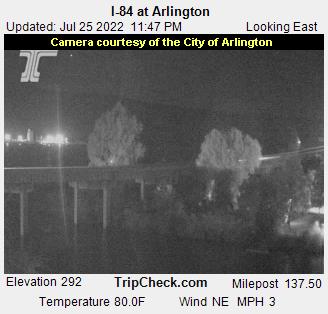 I-84 at Arlington
Updated: Jul 25 2022 11:47 PM Looking East
Camera courtesy of the City of Arlington
Elevation 292 TripCheck.com Milepost 137.50
Temperature 80.0F Wind NE MPH 3